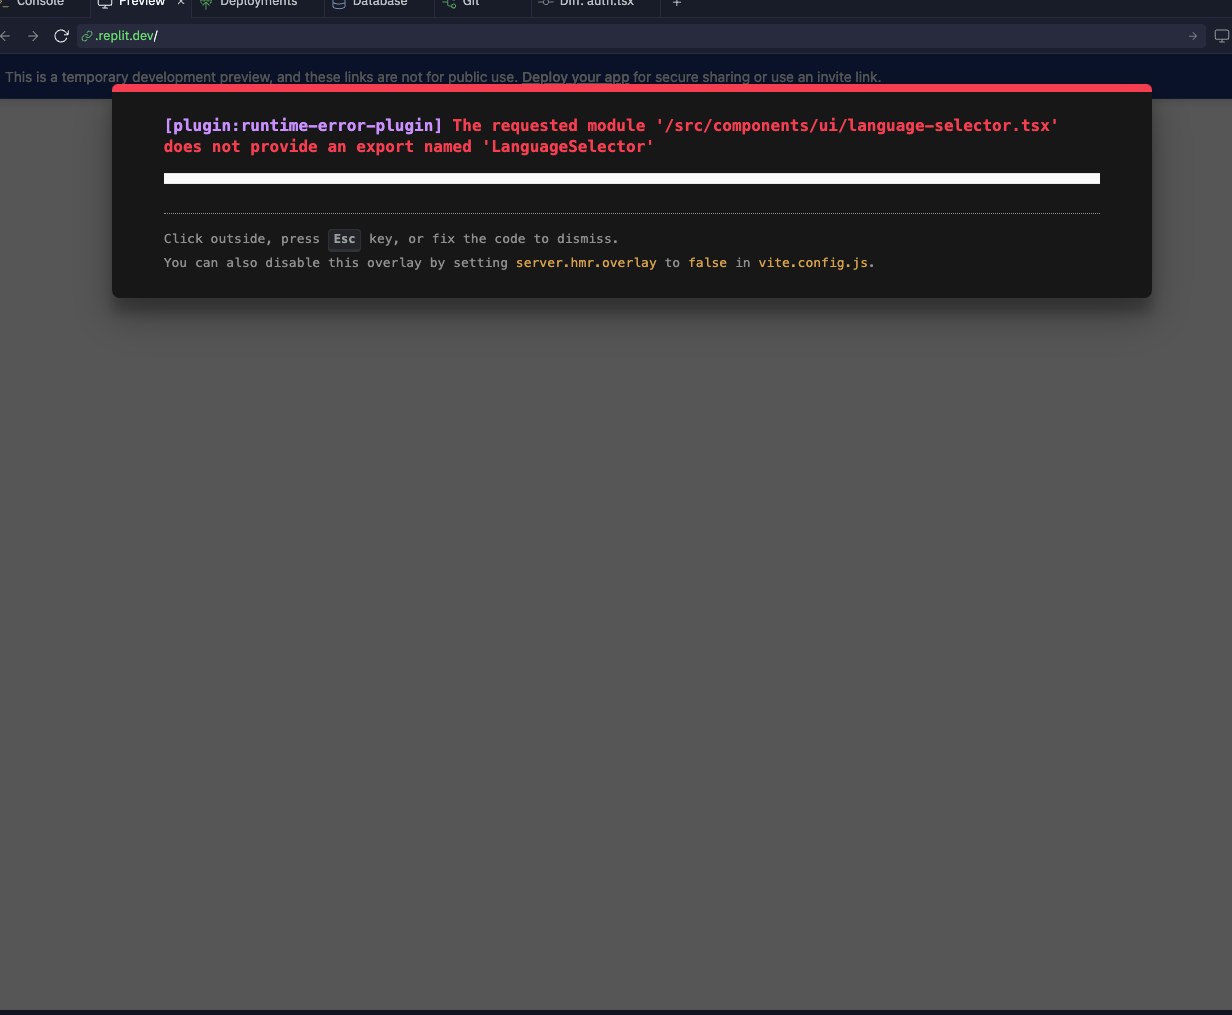 Console Preview × Deployments Database Git Diff: auth.tsx +
.replit.dev/
This is a temporary development preview, and these links are not for public use. Deploy your app for secure sharing or use an invite link.
[plugin:runtime-error-plugin] The requested module '/src/components/ui/language-selector.tsx'
does not provide an export named 'LanguageSelector'
Click outside, press Esc key, or fix the code to dismiss.
You can also disable this overlay by setting server.hmr.overlay to false in vite.config.js.